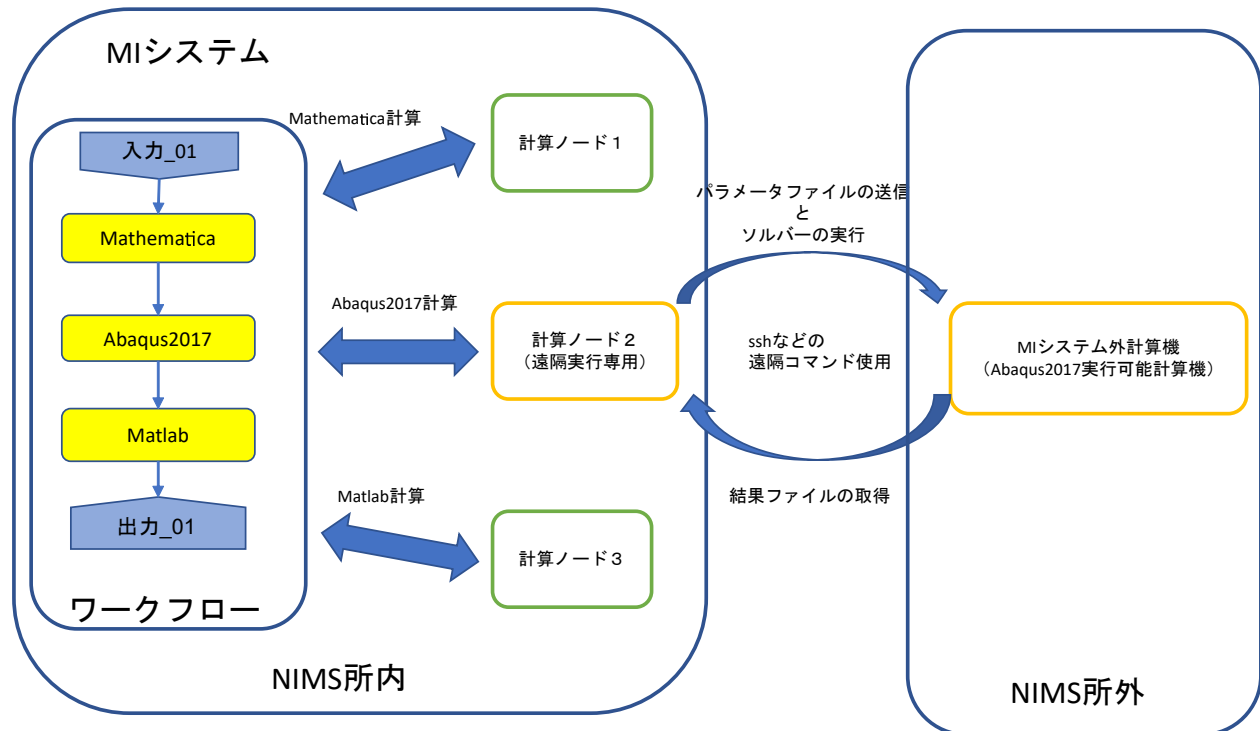 MIシステム
入力_01
Mathematica
Abaqus2017
Matlab
出力_01
ワークフロー
Mathematica計算
計算ノード１
Abaqus2017計算
計算ノード２
（遠隔実行専用）
Matlab計算
計算ノード３
NIMS所内
パラメータファイルの送信
と
ソルバーの実行
sshなどの
遠隔コマンド使用
結果ファイルの取得
MIシステム外計算機
（Abaqus2017実行可能計算機）
NIMS所外